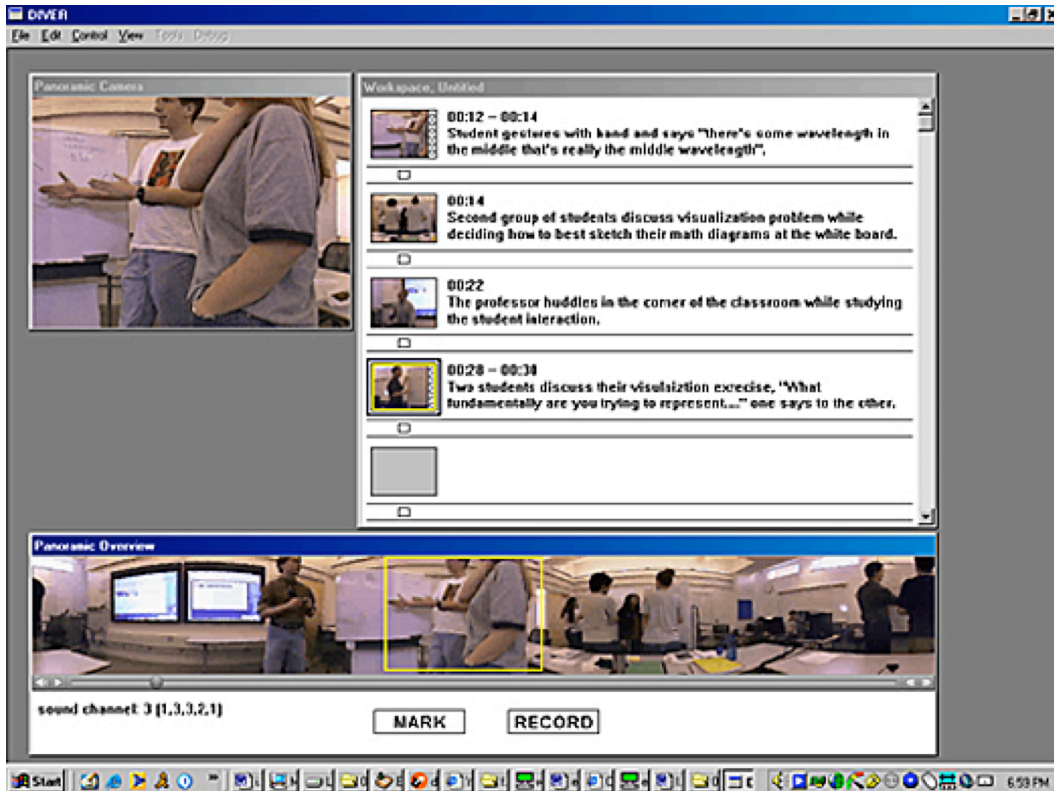 DIVER
File Edit Control View Tools Debug
Panoramic Camera
Workspace, Untitled
00:12 – 00:14
Student gestures with hand and says "there's some wavelength in
the middle that's really the middle wavelength".
00:14
Second group of students discuss visualization problem while
deciding how to best sketch their math diagrams at the white board.
00:22
The professor huddles in the corner of the classroom while studying
the student interaction.
00:28 – 00:30
Two students discuss their visulaiztion exrecise, "What
fundamentally are you trying to represent...." one says to the other.
Panoramic Overview
sound channel: 3 [1,3,3,2,1]
MARK RECORD
Start
6:59 PM